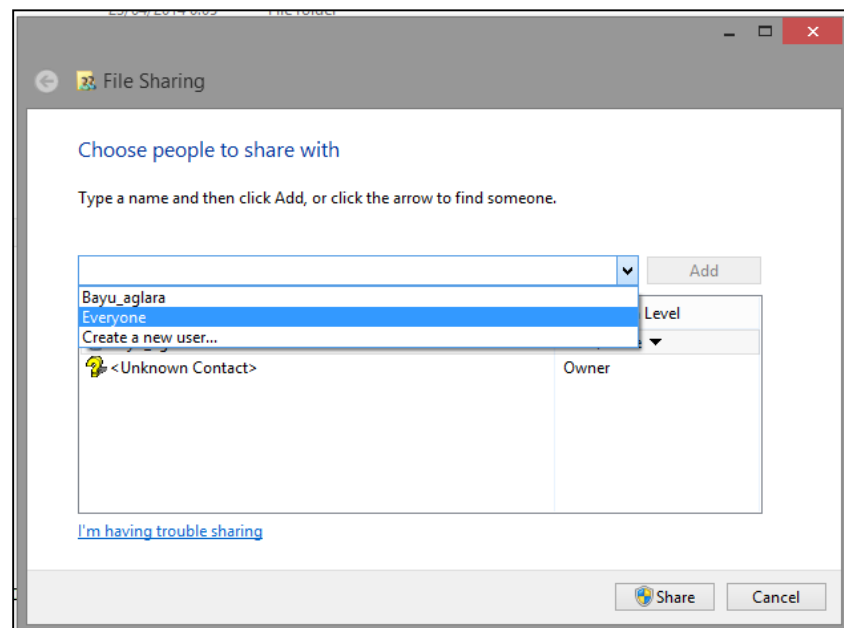 File Sharing
Choose people to share with
Type a name and then click Add, or click the arrow to find someone.
Add
Bayu_aglara
Everyone
Create a new user...
Level
<Unknown Contact>
Owner
I'm having trouble sharing
Share
Cancel